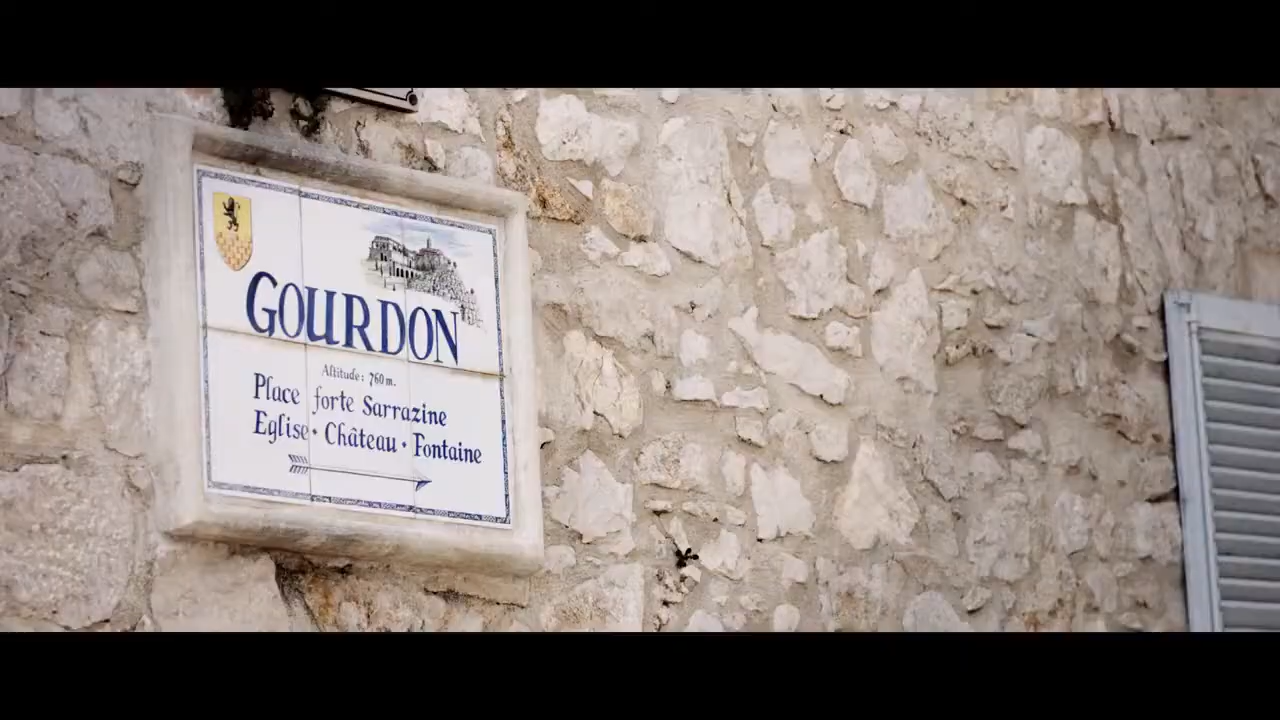 GOURDON
Altitude: 760 m.
Place forte Sarrazine
Eglise • Château • Fontaine